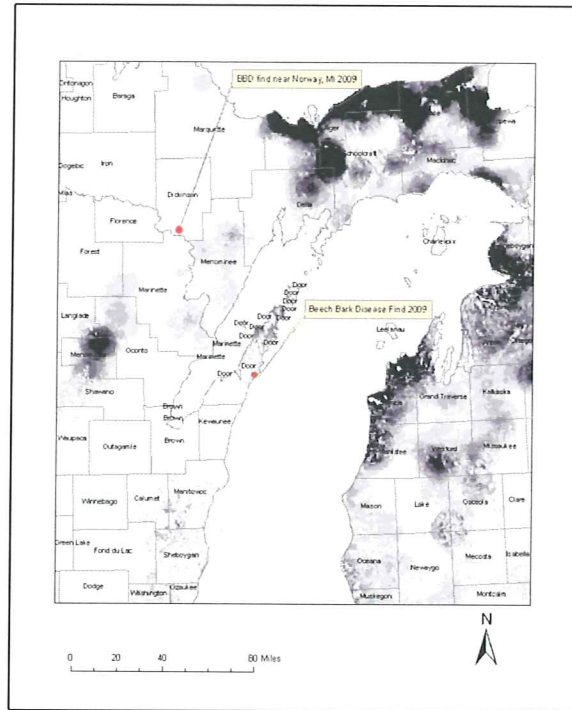 BBD find near Norway, MI 2009
Ontonagon
Houghton
Baraga
Marquette
Alger
Schoolcraft
Mackinac
Gogebic
Iron
Dickinson
Delta
Florence
Forest
Menominee
Charlevoix
Marinette
Door
Door
Door
Door
Door
Door
Beech Bark Disease Find 2009
Door
Door
Door
Langlade
Leelanau
Marinette
Door
Oconto
Marinette
Door
Door
Shawano
Grand Traverse
Kalkaska
Brown
Brown
Kewaunee
Waupaca
Outagamie
Brown
Manistee
Wexford
Missaukee
Winnebago
Calumet
Manitowoc
Mason
Lake
Osceola
Clare
Green Lake
Fond du Lac
Sheboygan
Oceana
Newaygo
Mecosta
Isabella
Dodge
Washington
Ozaukee
Muskegon
Montcalm
N
0 20 40 80 Miles